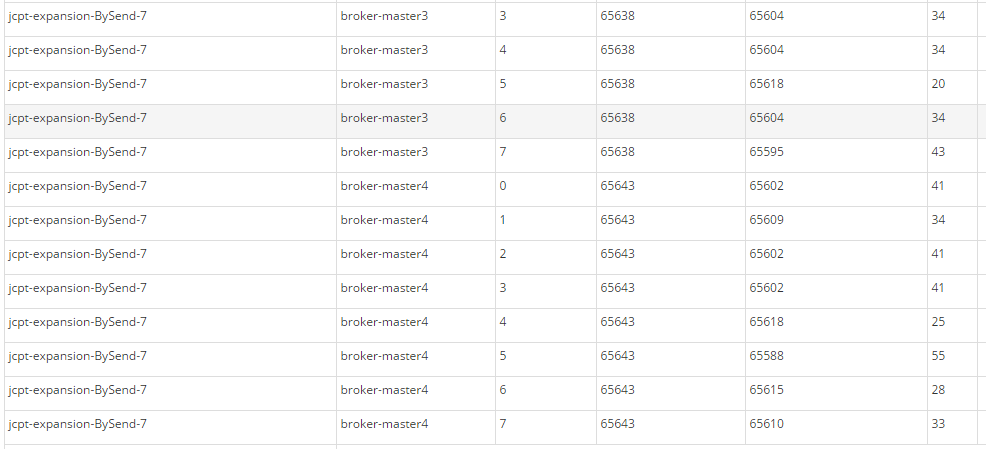 jcpt-expansion-BySend-7 broker-master3 3 65638 65604 34
jcpt-expansion-BySend-7 broker-master3 4 65638 65604 34
jcpt-expansion-BySend-7 broker-master3 5 65638 65618 20
jcpt-expansion-BySend-7 broker-master3 6 65638 65604 34
jcpt-expansion-BySend-7 broker-master3 7 65638 65595 43
jcpt-expansion-BySend-7 broker-master4 0 65643 65602 41
jcpt-expansion-BySend-7 broker-master4 1 65643 65609 34
jcpt-expansion-BySend-7 broker-master4 2 65643 65602 41
jcpt-expansion-BySend-7 broker-master4 3 65643 65602 41
jcpt-expansion-BySend-7 broker-master4 4 65643 65618 25
jcpt-expansion-BySend-7 broker-master4 5 65643 65588 55
jcpt-expansion-BySend-7 broker-master4 6 65643 65615 28
jcpt-expansion-BySend-7 broker-master4 7 65643 65610 33